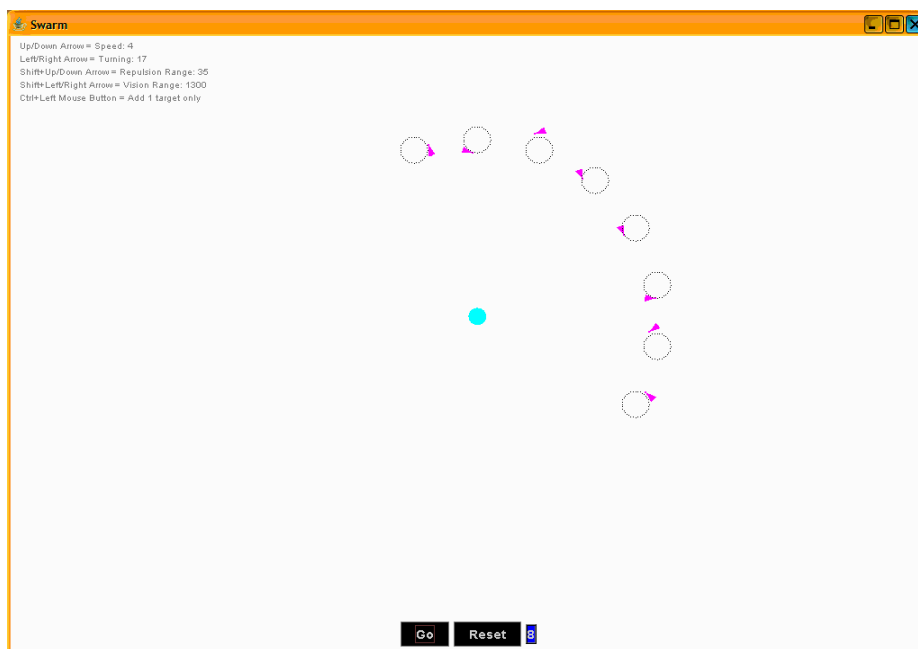 Swarm
Up/Down Arrow = Speed: 4
Left/Right Arrow = Turning: 17
Shift+Up/Down Arrow = Repulsion Range: 35
Shift+Left/Right Arrow = Vision Range: 1300
Ctrl+Left Mouse Button = Add 1 target only
Go Reset 8